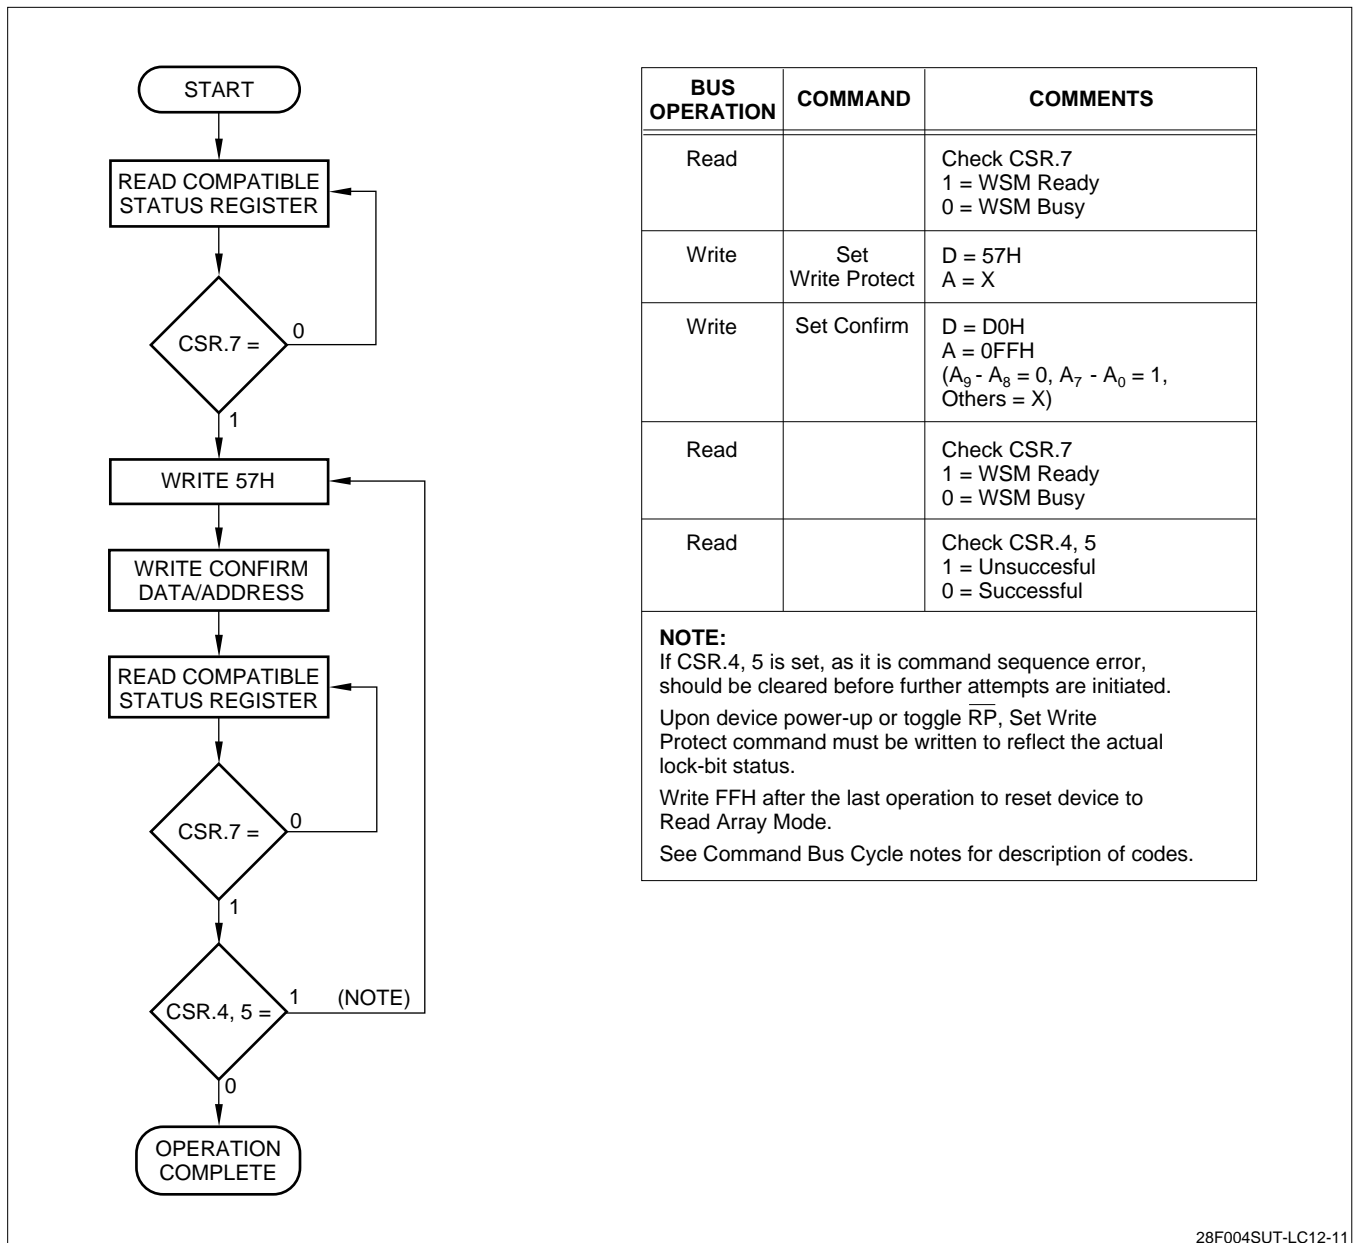 START
READ COMPATIBLE
STATUS REGISTER
CSR.7 =
0
1
WRITE 57H
WRITE CONFIRM
DATA/ADDRESS
READ COMPATIBLE
STATUS REGISTER
CSR.7 =
0
1
CSR.4, 5 =
1
(NOTE)
0
OPERATION
COMPLETE
BUS
OPERATION
COMMAND
COMMENTS
Read
Check CSR.7
1 = WSM Ready
0 = WSM Busy
Write
Set
Write Protect
D = 57H
A = X
Write
Set Confirm
D = D0H
A = 0FFH
(A9 - A8 = 0, A7 - A0 = 1,
Others = X)
Read
Check CSR.7
1 = WSM Ready
0 = WSM Busy
Read
Check CSR.4, 5
1 = Unsuccesful
0 = Successful
NOTE:
If CSR.4, 5 is set, as it is command sequence error,
should be cleared before further attempts are initiated.
Upon device power-up or toggle R̅P̅, Set Write
Protect command must be written to reflect the actual
lock-bit status.
Write FFH after the last operation to reset device to
Read Array Mode.
See Command Bus Cycle notes for description of codes.
28F004SUT-LC12-11